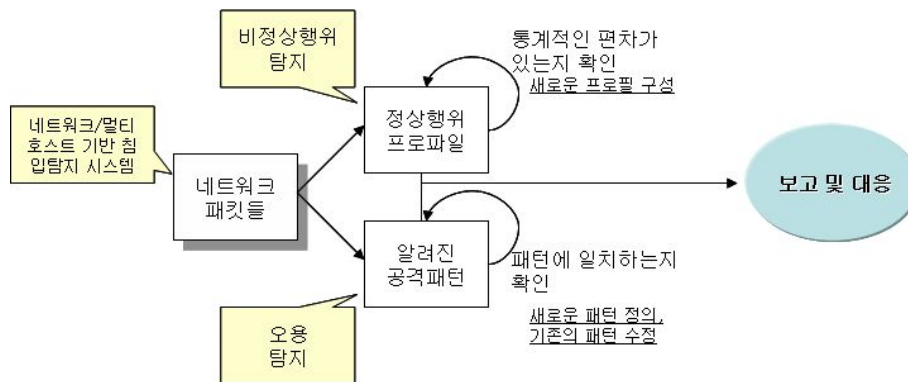 비정상행위
탐지
통계적인 편차가
있는지 확인
새로운 프로필 구성
네트워크/멀티
호스트 기반 침
입탐지 시스템
정상행위
프로파일
네트워크
패킷들
보고 및 대응
알려진
공격패턴
패턴에 일치하는지
확인
새로운 패턴 정의,
기존의 패턴 수정
오용
탐지